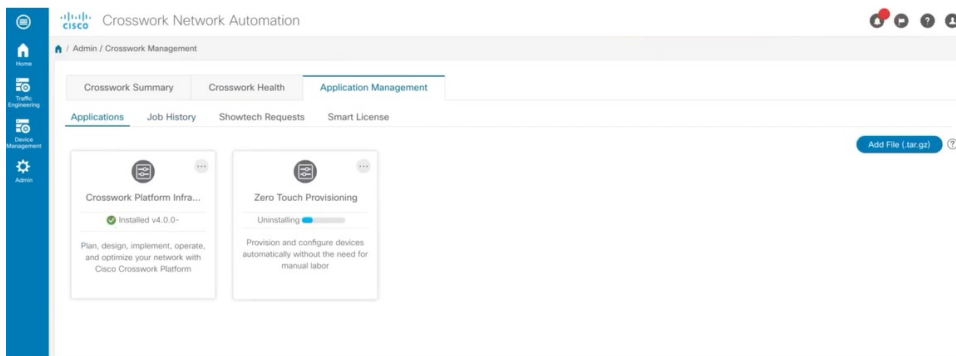 CISCO
Crosswork Network Automation
/ Admin / Crosswork Management
Home
Traffic
Engineering
Device
Management
Admin
Crosswork Summary
Crosswork Health
Application Management
Applications
Job History
Showtech Requests
Smart License
Add File (.tar.gz)
?
Crosswork Platform Infra...
Installed v4.0.0-
Plan, design, implement, operate,
and optimize your network with
Cisco Crosswork Platform
Zero Touch Provisioning
Uninstalling
Provision and configure devices
automatically without the need for
manual labor